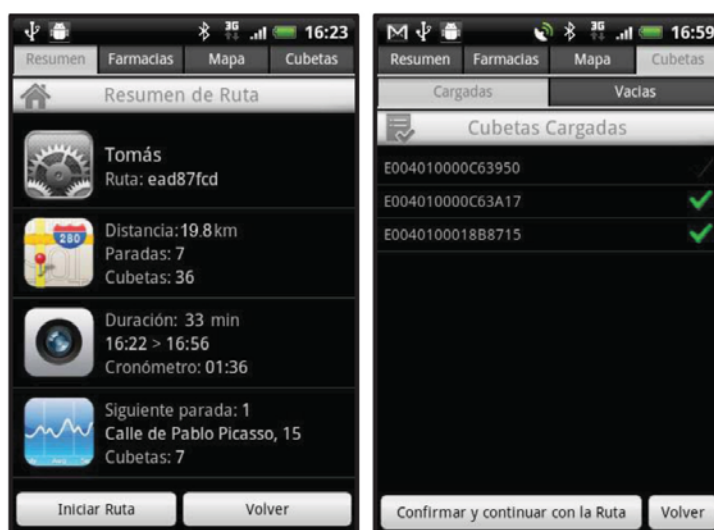 3G 16:23
Resumen Farmacias Mapa Cubetas
Resumen de Ruta
Tomás
Ruta: ead87fcd
280
Distancia: 19.8 km
Paradas: 7
Cubetas: 36
Duración: 33 min
16:22 > 16:56
Cronómetro: 01:36
Siguiente parada: 1
Calle de Pablo Picasso, 15
Cubetas: 7
Iniciar Ruta Volver
3G 16:59
Resumen Farmacias Mapa Cubetas
Cargadas Vacías
Cubetas Cargadas
E004010000C63950
E004010000C63A17
E0040100018B8715
Confirmar y continuar con la Ruta Volver